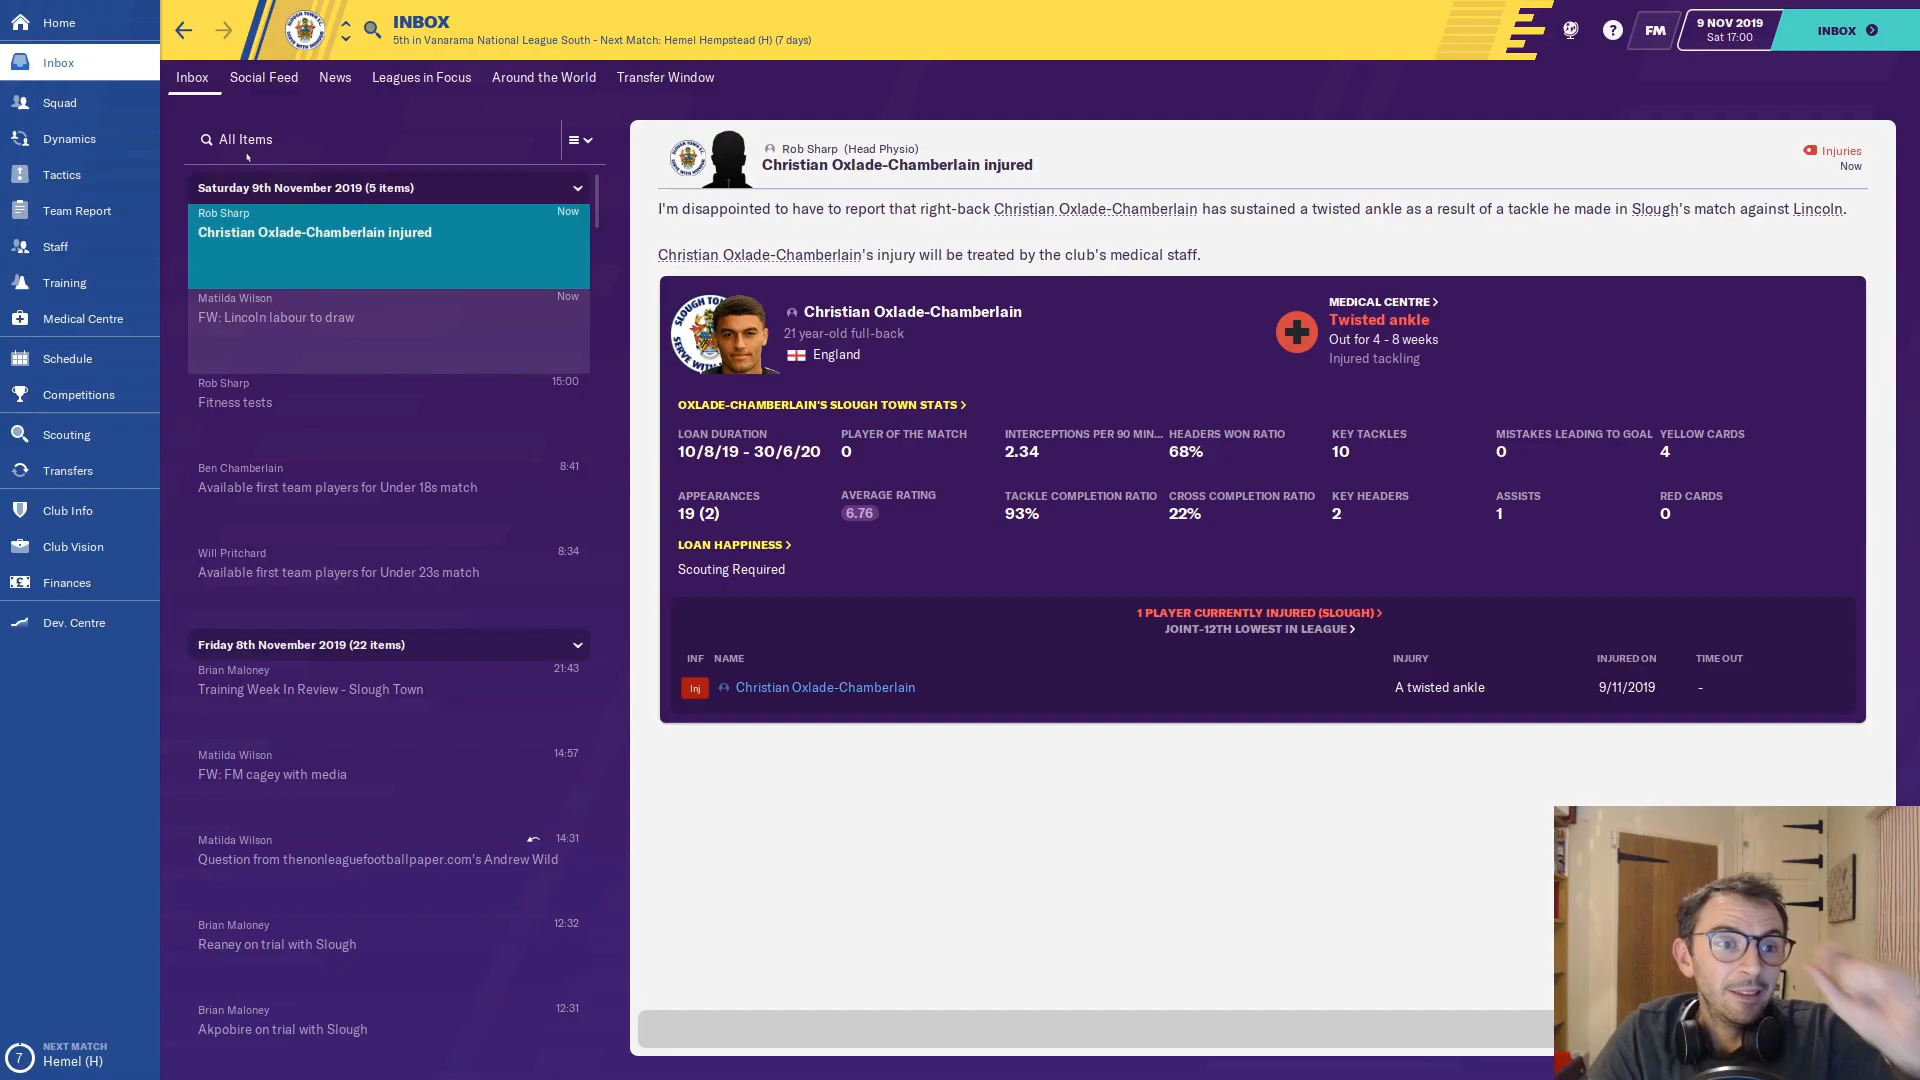 Home
Inbox
Squad
Dynamics
Tactics
Team Report
Staff
Training
Medical Centre
Schedule
Competitions
Scouting
Transfers
Club Info
Club Vision
Finances
Dev. Centre
7
NEXT MATCH
Hemel (H)
INBOX
5th in Vanarama National League South - Next Match: Hemel Hempstead (H) (7 days)
?
FM
9 NOV 2019
Sat 17:00
INBOX
Inbox
Social Feed
News
Leagues in Focus
Around the World
Transfer Window
All Items
Saturday 9th November 2019 (5 items)
Rob Sharp
Now
Christian Oxlade-Chamberlain injured
Matilda Wilson
Now
FW: Lincoln labour to draw
Rob Sharp
15:00
Fitness tests
Ben Chamberlain
8:41
Available first team players for Under 18s match
Will Pritchard
8:34
Available first team players for Under 23s match
Friday 8th November 2019 (22 items)
Brian Maloney
21:43
Training Week In Review - Slough Town
Matilda Wilson
14:57
FW: FM cagey with media
Matilda Wilson
14:31
Question from thenonleaguefootballpaper.com's Andrew Wild
Brian Maloney
12:32
Reaney on trial with Slough
Brian Maloney
12:31
Akpobire on trial with Slough
Rob Sharp (Head Physio)
Christian Oxlade-Chamberlain injured
Injuries
Now
I'm disappointed to have to report that right-back Christian Oxlade-Chamberlain has sustained a twisted ankle as a result of a tackle he made in Slough's match against Lincoln.
Christian Oxlade-Chamberlain's injury will be treated by the club's medical staff.
Christian Oxlade-Chamberlain
21 year-old full-back
England
MEDICAL CENTRE >
Twisted ankle
Out for 4 - 8 weeks
Injured tackling
OXLADE-CHAMBERLAIN'S SLOUGH TOWN STATS >
LOAN DURATION
10/8/19 - 30/6/20
PLAYER OF THE MATCH
0
INTERCEPTIONS PER 90 MIN...
2.34
HEADERS WON RATIO
68%
KEY TACKLES
10
MISTAKES LEADING TO GOAL
0
YELLOW CARDS
4
APPEARANCES
19 (2)
AVERAGE RATING
6.76
TACKLE COMPLETION RATIO
93%
CROSS COMPLETION RATIO
22%
KEY HEADERS
2
ASSISTS
1
RED CARDS
0
LOAN HAPPINESS >
Scouting Required
1 PLAYER CURRENTLY INJURED (SLOUGH) >
JOINT-12TH LOWEST IN LEAGUE >
INF NAME INJURY INJURED ON TIME OUT
Inj Christian Oxlade-Chamberlain A twisted ankle 9/11/2019 -